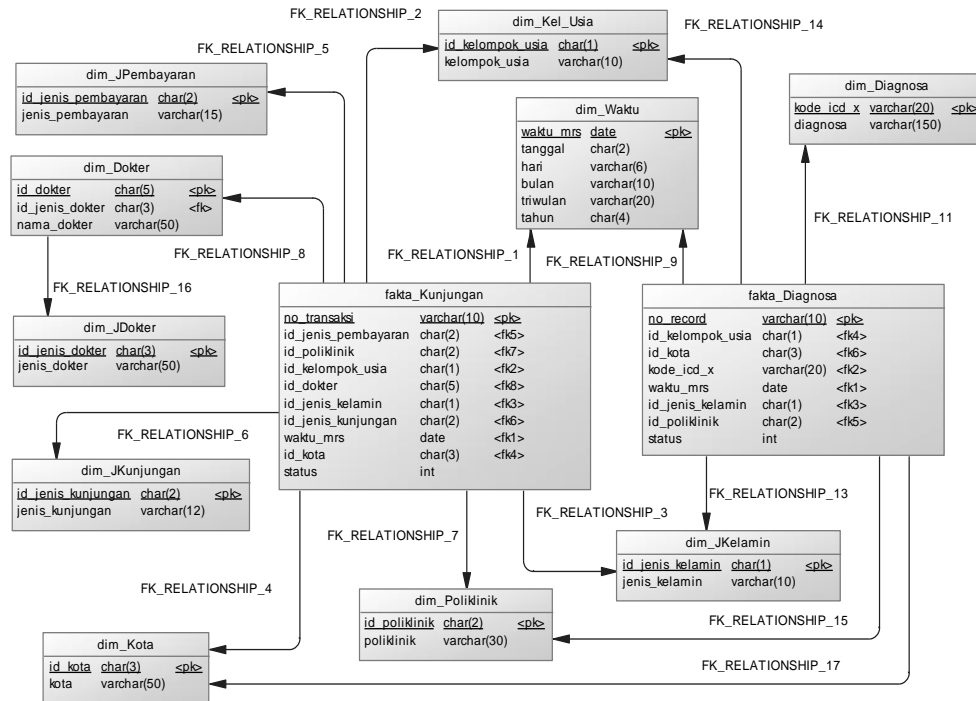 FK_RELATIONSHIP_2
dim_Kel_Usia
id_kelompok_usia char(1) <pk>
kelompok_usia varchar(10)
FK_RELATIONSHIP_14
FK_RELATIONSHIP_5
dim_JPembayaran
id_jenis_pembayaran char(2) <pk>
jenis_pembayaran varchar(15)
dim_Diagnosa
kode_icd_x varchar(20) <pk>
diagnosa varchar(150)
dim_Waktu
waktu_mrs date <pk>
tanggal char(2)
hari varchar(6)
bulan varchar(10)
triwulan varchar(20)
tahun char(4)
dim_Dokter
id_dokter char(5) <pk>
id_jenis_dokter char(3) <fk>
nama_dokter varchar(50)
FK_RELATIONSHIP_11
FK_RELATIONSHIP_8
FK_RELATIONSHIP_1
FK_RELATIONSHIP_9
FK_RELATIONSHIP_16
fakta_Kunjungan
no_transaksi varchar(10) <pk>
id_jenis_pembayaran char(2) <fk5>
id_poliklinik char(2) <fk7>
id_kelompok_usia char(1) <fk2>
id_dokter char(5) <fk8>
id_jenis_kelamin char(1) <fk3>
id_jenis_kunjungan char(2) <fk6>
waktu_mrs date <fk1>
id_kota char(3) <fk4>
status int
fakta_Diagnosa
no_record varchar(10) <pk>
id_kelompok_usia char(1) <fk4>
id_kota char(3) <fk6>
kode_icd_x varchar(20) <fk2>
waktu_mrs date <fk1>
id_jenis_kelamin char(1) <fk3>
id_poliklinik char(2) <fk5>
status int
dim_JDokter
id_jenis_dokter char(3) <pk>
jenis_dokter varchar(50)
FK_RELATIONSHIP_6
dim_JKunjungan
id_jenis_kunjungan char(2) <pk>
jenis_kunjungan varchar(12)
FK_RELATIONSHIP_13
FK_RELATIONSHIP_7
FK_RELATIONSHIP_3
dim_JKelamin
id_jenis_kelamin char(1) <pk>
jenis_kelamin varchar(10)
FK_RELATIONSHIP_4
dim_Poliklinik
id_poliklinik char(2) <pk>
poliklinik varchar(30)
FK_RELATIONSHIP_15
dim_Kota
id_kota char(3) <pk>
kota varchar(50)
FK_RELATIONSHIP_17